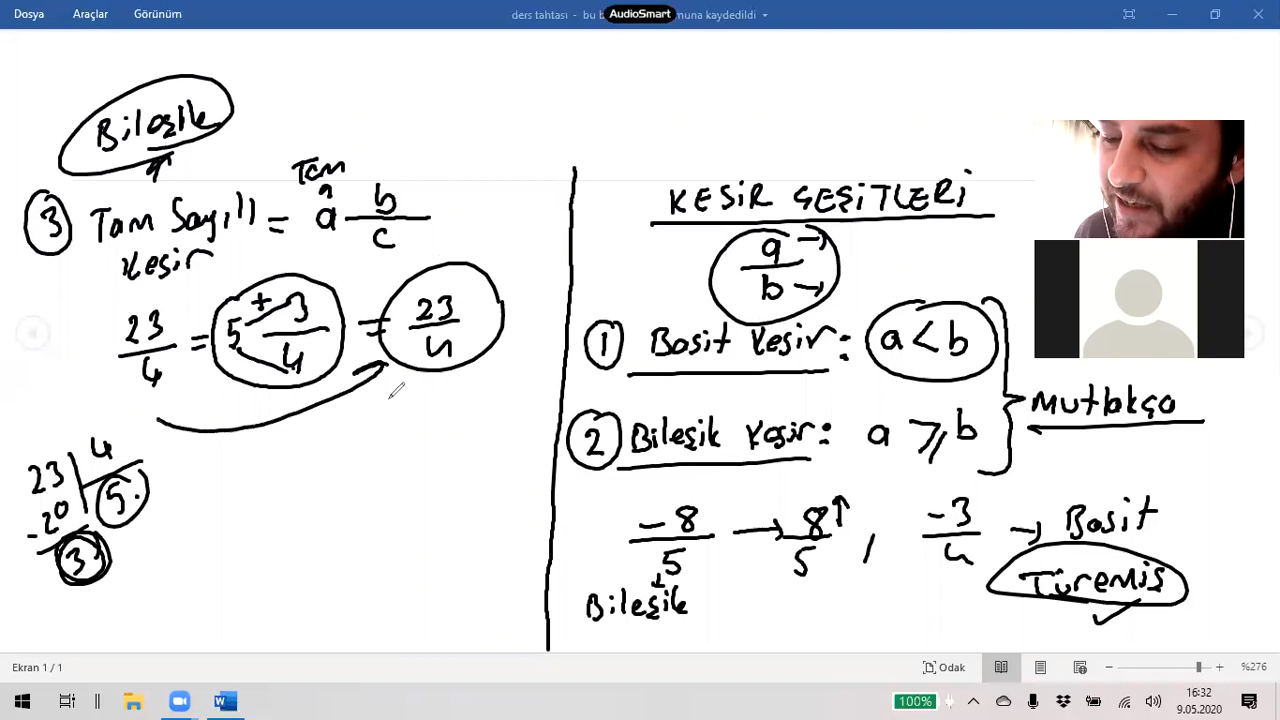 Dosya Araçlar Görünüm
ders tahtası - bu b
AudioSmart
muna kaydedildi
Bileşik
Tam
3 Tam Sayılı = a b/c
Kesir
23/4 = 5 + 3/4 = 23/4
23 | 4
-20 5.
3
KESİR ÇEŞİTLERİ
a →
b →
1 Basit Kesir: a < b
2 Bileşik Kesir: a ⩾ b
Mutlakça
-8/5 → 8↑/5 , -3/4 → Basit
Bileşik
Türemiş ✓
Ekran 1 / 1
Odak
%276
100%
16:32
9.05.2020